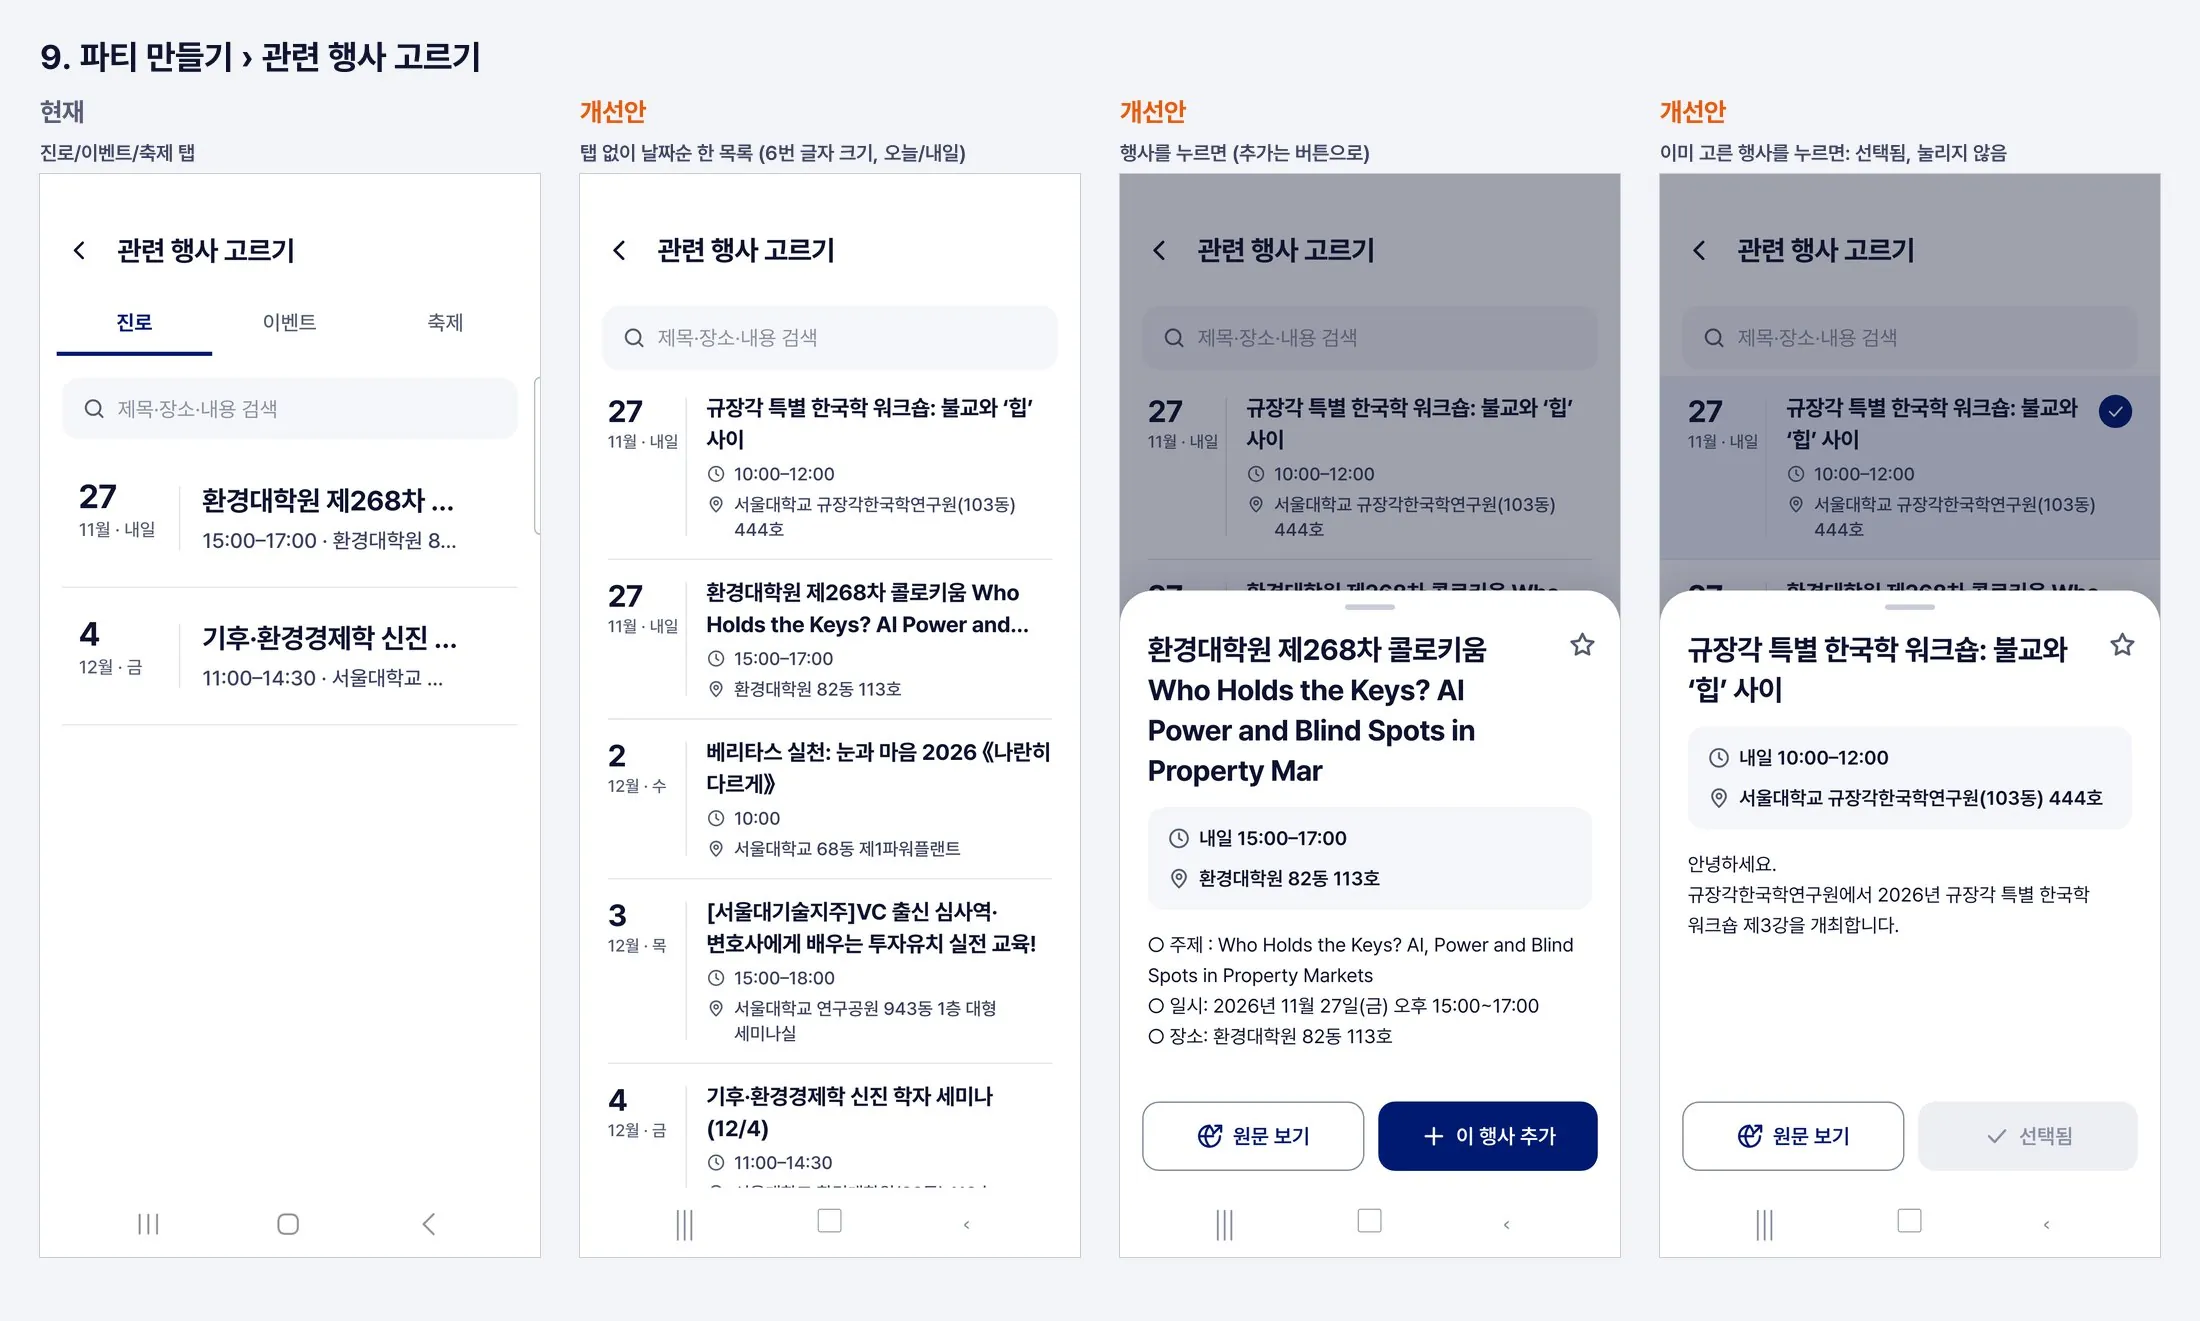 9. 파티 만들기 › 관련 행사 고르기
현재
진로/이벤트/축제 탭
관련 행사 고르기
진로
이벤트
축제
제목·장소·내용 검색
27
11월 · 내일
환경대학원 제268차 ...
15:00–17:00 · 환경대학원 8...
4
12월 · 금
기후·환경경제학 신진 ...
11:00–14:30 · 서울대학교 ...
개선안
탭 없이 날짜순 한 목록 (6번 글자 크기, 오늘/내일)
관련 행사 고르기
제목·장소·내용 검색
27
11월 · 내일
규장각 특별 한국학 워크숍: 불교와 ‘힙’
사이
10:00–12:00
서울대학교 규장각한국학연구원(103동)
444호
27
11월 · 내일
환경대학원 제268차 콜로키움 Who
Holds the Keys? AI Power and...
15:00–17:00
환경대학원 82동 113호
2
12월 · 수
베리타스 실천: 눈과 마음 2026 《나란히
다르게》
10:00
서울대학교 68동 제1파워플랜트
3
12월 · 목
[서울대기술지주]VC 출신 심사역·
변호사에게 배우는 투자유치 실전 교육!
15:00–18:00
서울대학교 연구공원 943동 1층 대형
세미나실
4
12월 · 금
기후·환경경제학 신진 학자 세미나
(12/4)
11:00–14:30
개선안
행사를 누르면 (추가는 버튼으로)
관련 행사 고르기
제목·장소·내용 검색
27
11월 · 내일
규장각 특별 한국학 워크숍: 불교와 ‘힙’
사이
10:00–12:00
서울대학교 규장각한국학연구원(103동)
444호
27
환경대학원 제268차 콜로키움 Who
환경대학원 제268차 콜로키움
Who Holds the Keys? AI
Power and Blind Spots in
Property Mar
내일 15:00–17:00
환경대학원 82동 113호
○ 주제 : Who Holds the Keys? AI, Power and Blind
Spots in Property Markets
○ 일시: 2026년 11월 27일(금) 오후 15:00~17:00
○ 장소: 환경대학원 82동 113호
원문 보기
이 행사 추가
개선안
이미 고른 행사를 누르면: 선택됨, 눌리지 않음
관련 행사 고르기
제목·장소·내용 검색
27
11월 · 내일
규장각 특별 한국학 워크숍: 불교와
‘힙’ 사이
10:00–12:00
서울대학교 규장각한국학연구원(103동)
444호
27
환경대학원 제268차 콜로키움 Who
규장각 특별 한국학 워크숍: 불교와
‘힙’ 사이
내일 10:00–12:00
서울대학교 규장각한국학연구원(103동) 444호
안녕하세요.
규장각한국학연구원에서 2026년 규장각 특별 한국학
워크숍 제3강을 개최합니다.
원문 보기
선택됨